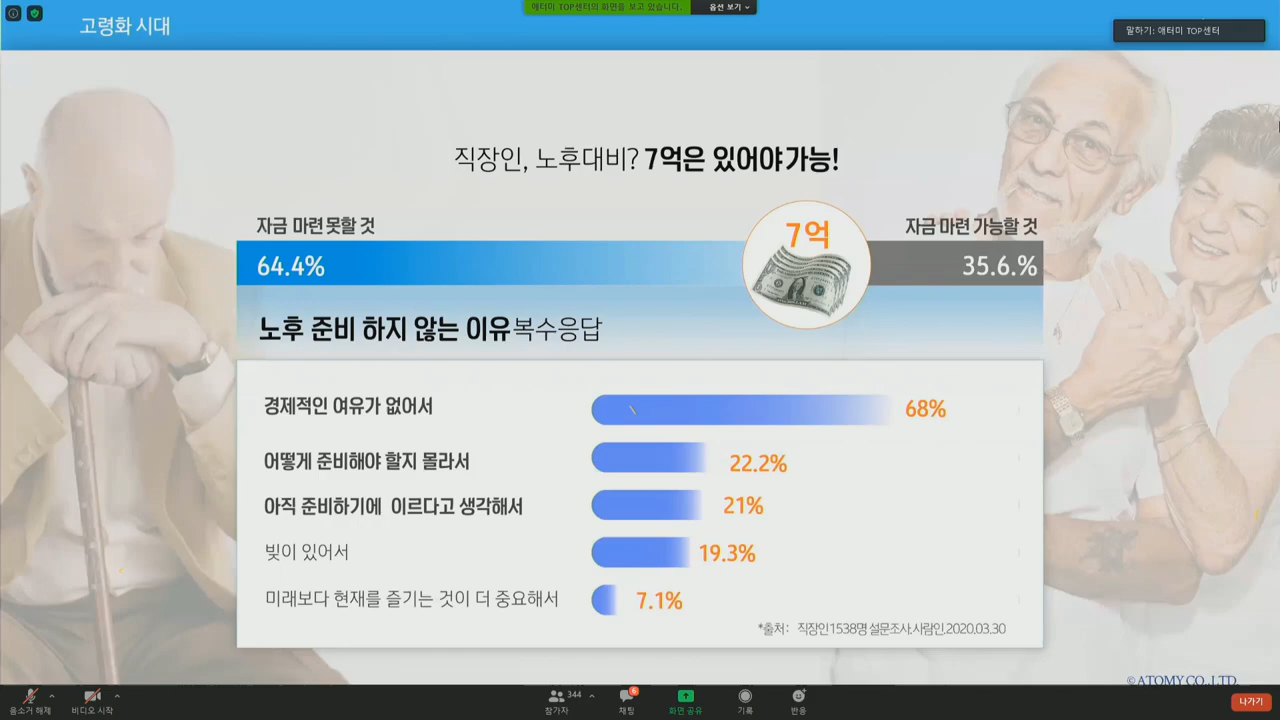 애터미 TOP센터의 화면을 보고 있습니다.
옵션 보기
고령화 시대
말하기: 애터미 TOP센터
직장인, 노후대비? 7억은 있어야 가능!
자금 마련 못할 것
7억
자금 마련 가능할 것
64.4%
35.6.%
노후 준비 하지 않는 이유 복수응답
경제적인 여유가 없어서
68%
어떻게 준비해야 할지 몰라서
22.2%
아직 준비하기에 이르다고 생각해서
21%
빚이 있어서
19.3%
미래보다 현재를 즐기는 것이 더 중요해서
7.1%
*출처: 직장인 1538명 설문조사.사람인.2020.03.30
© ATOMY CO.,LTD.
음소거 해제
비디오 시작
344
참가자
6
채팅
화면 공유
기록
반응
나가기